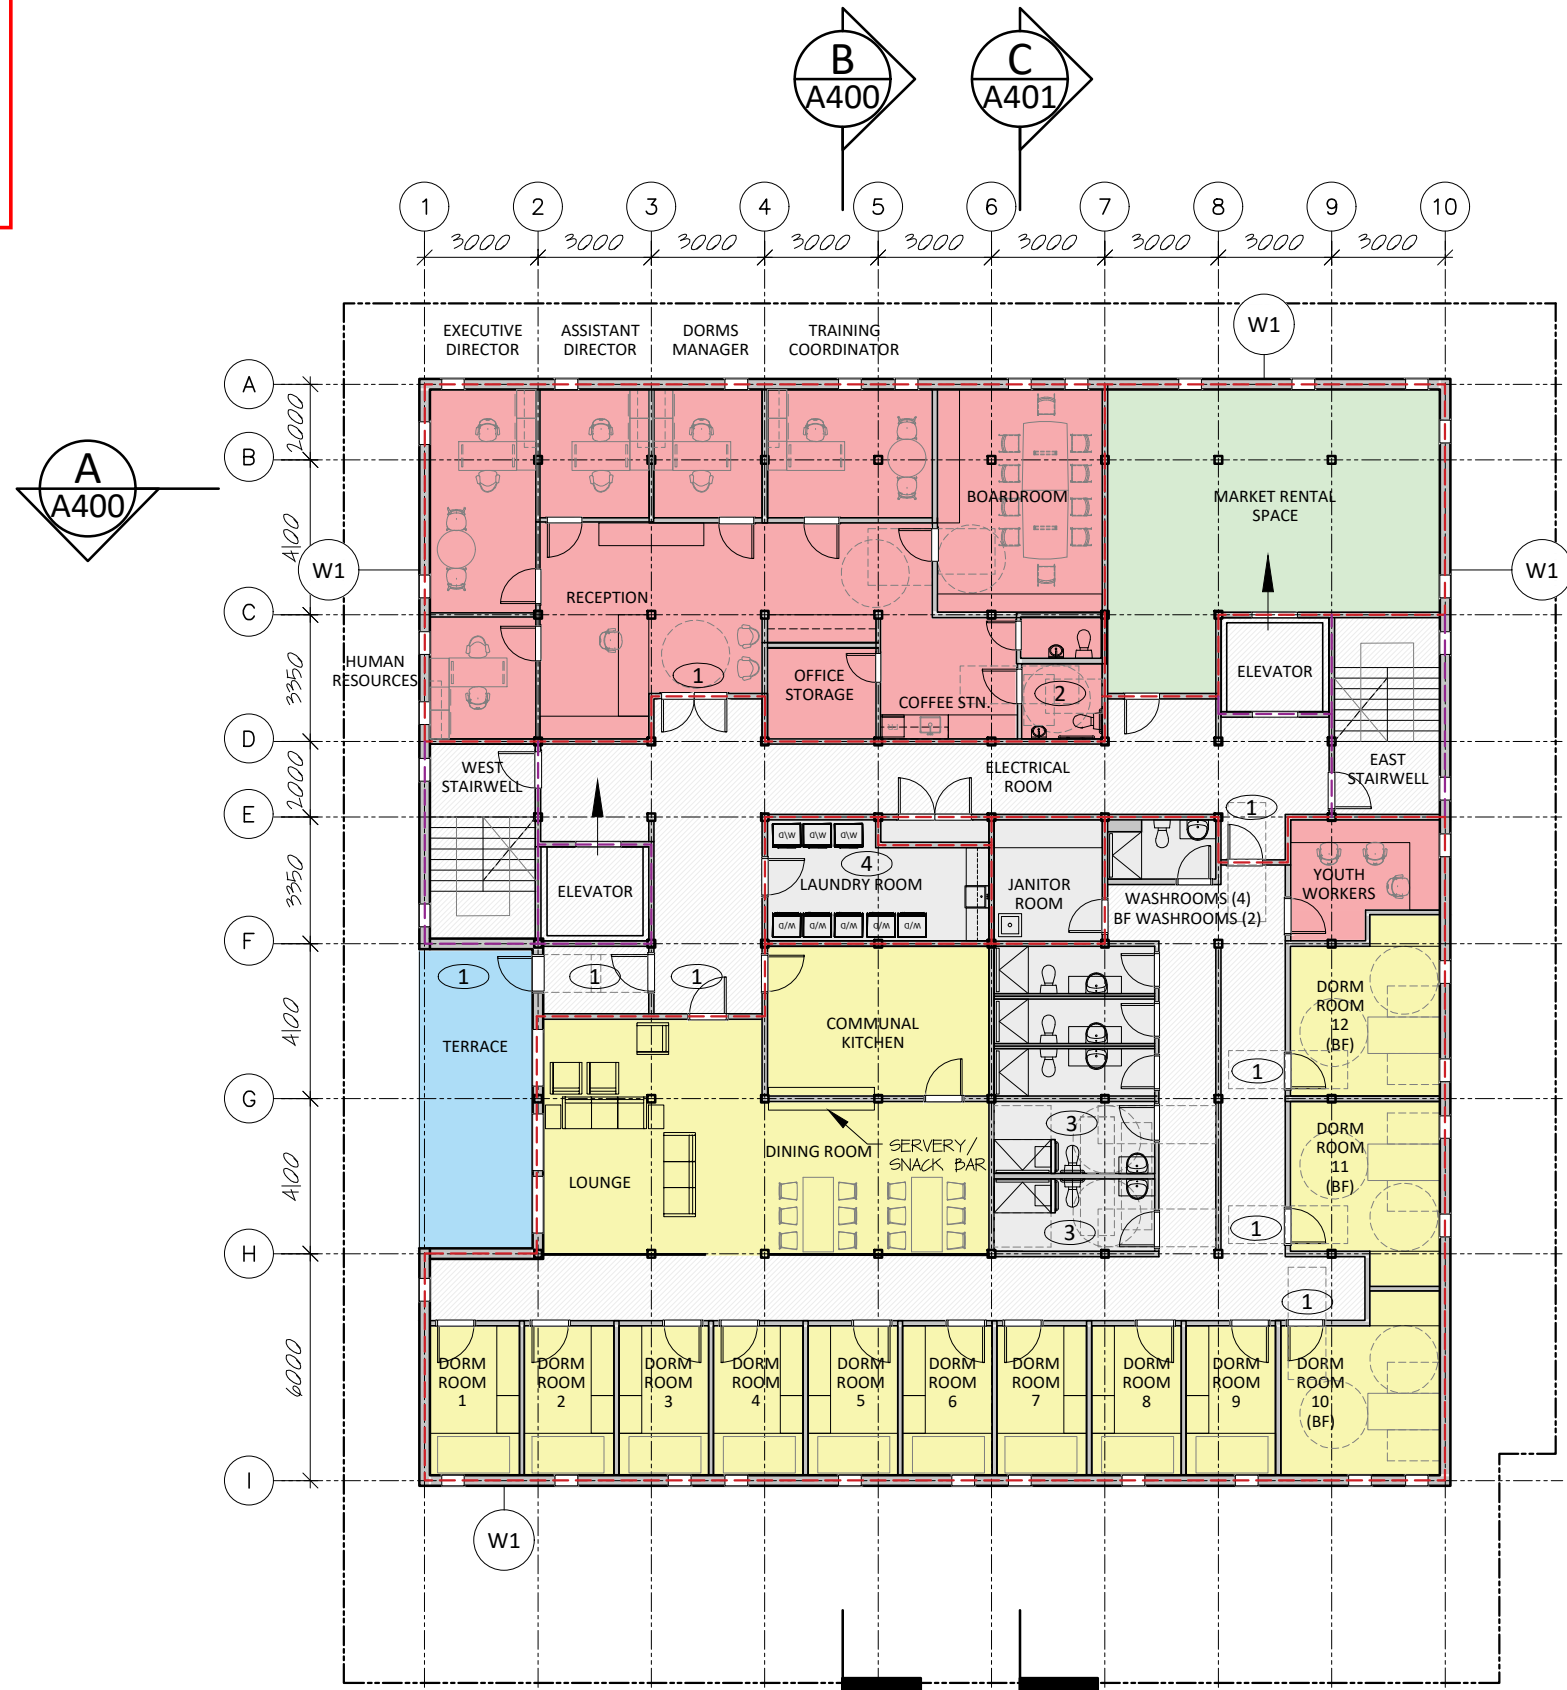 B
A400
C
A401
1
2
3
4
5
6
7
8
9
10
3000
3000
3000
3000
3000
3000
3000
3000
3000
W1
EXECUTIVE
DIRECTOR
ASSISTANT
DIRECTOR
DORMS
MANAGER
TRAINING
COORDINATOR
A
2000
B
A
A400
4100
BOARDROOM
MARKET RENTAL
SPACE
W1
W1
C
RECEPTION
HUMAN
RESOURCES
3350
1
OFFICE
STORAGE
COFFEE STN.
2
ELEVATOR
D
2000
WEST
STAIRWELL
ELECTRICAL
ROOM
EAST
STAIRWELL
E
1
W/D
W/D
W/D
4
3350
ELEVATOR
LAUNDRY ROOM
JANITOR
ROOM
WASHROOMS (4)
BF WASHROOMS (2)
YOUTH
WORKERS
W/D
W/D
W/D
W/D
W/D
F
1
1
1
4100
TERRACE
COMMUNAL
KITCHEN
DORM
ROOM
12
(BF)
1
G
3
4100
LOUNGE
DINING ROOM
SERVERY/
SNACK BAR
DORM
ROOM
11
(BF)
3
1
H
1
6000
DORM
ROOM
1
DORM
ROOM
2
DORM
ROOM
3
DORM
ROOM
4
DORM
ROOM
5
DORM
ROOM
6
DORM
ROOM
7
DORM
ROOM
8
DORM
ROOM
9
DORM
ROOM
10
(BF)
I
W1